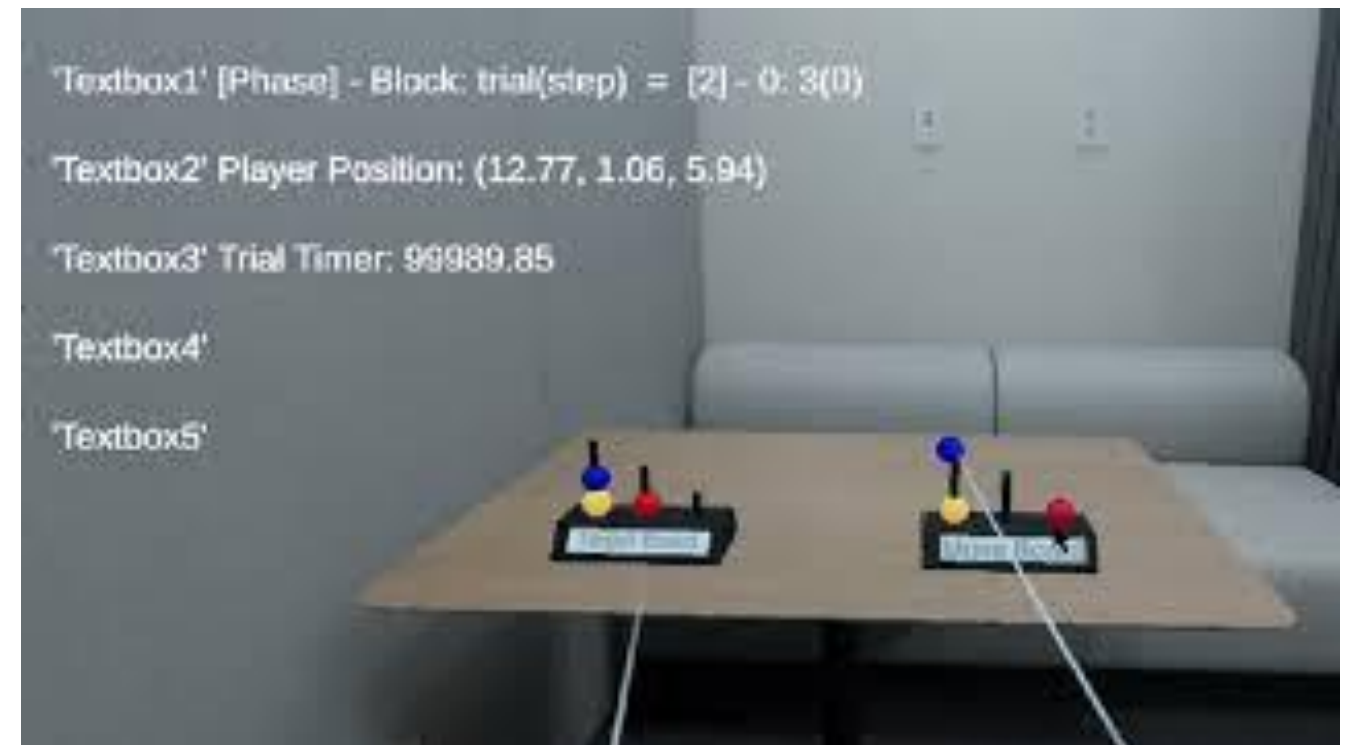 'Textbox1' [Phase] - Block: trial(step) = [2] - 0: 3(0)
'Textbox2' Player Position: (12.77, 1.06, 5.94)
'Textbox3' Trial Timer: 99989.85
'Textbox4'
'Textbox5'
Board